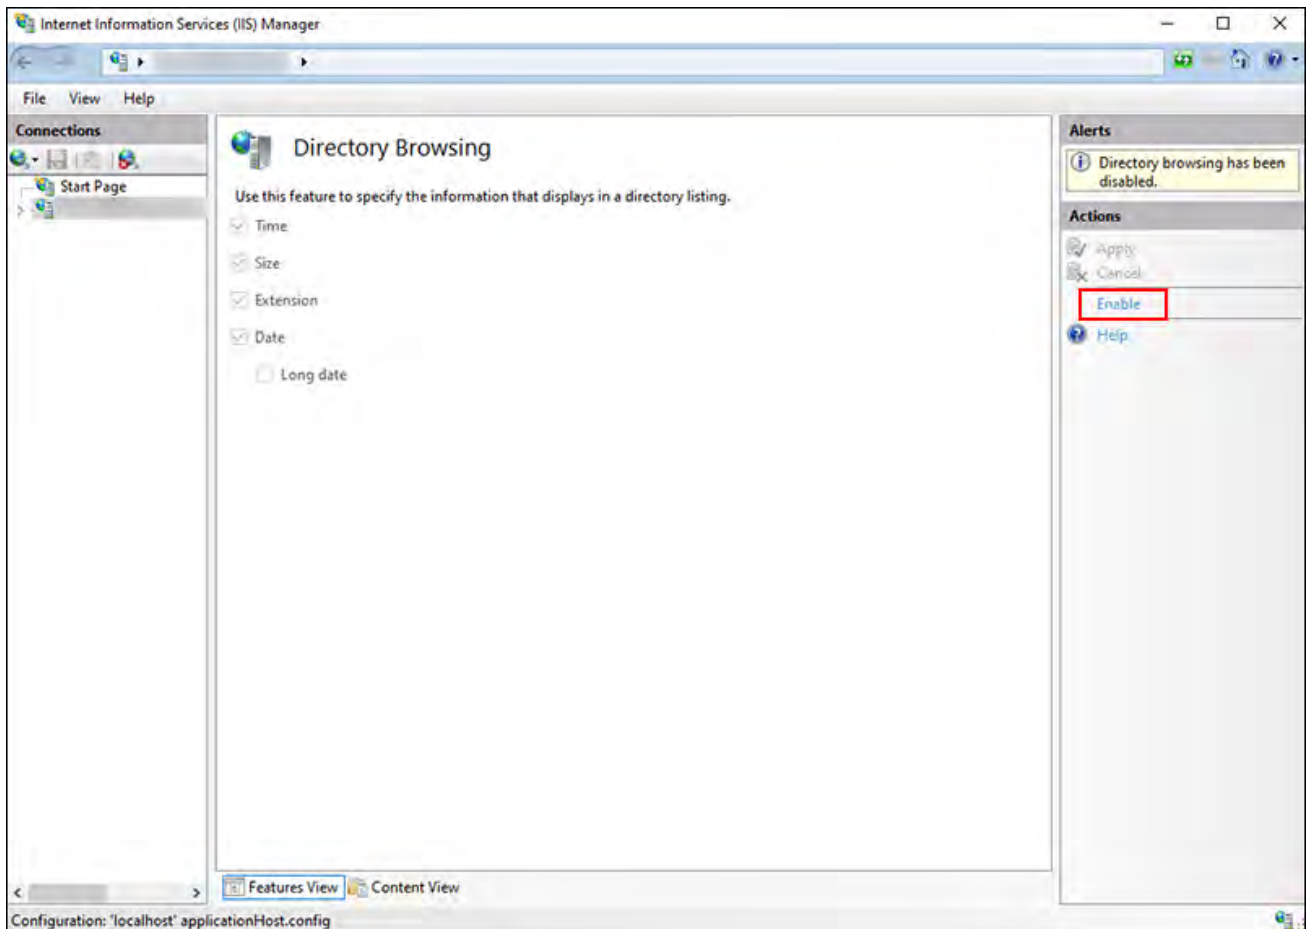 Internet Information Services (IIS) Manager
File View Help
Connections
Start Page
Directory Browsing
Use this feature to specify the information that displays in a directory listing.
Time
Size
Extension
Date
Long date
Features View Content View
Alerts
Directory browsing has been
disabled.
Actions
Apply
Cancel
Enable
Help
Configuration: 'localhost' applicationHost.config